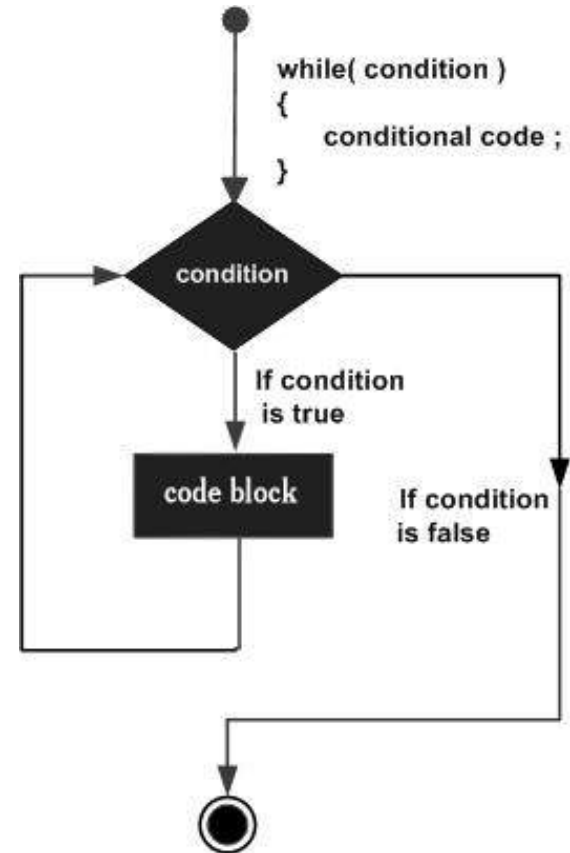 while( condition )
{
conditional code ;
}
condition
If condition
is true
code block
If condition
is false